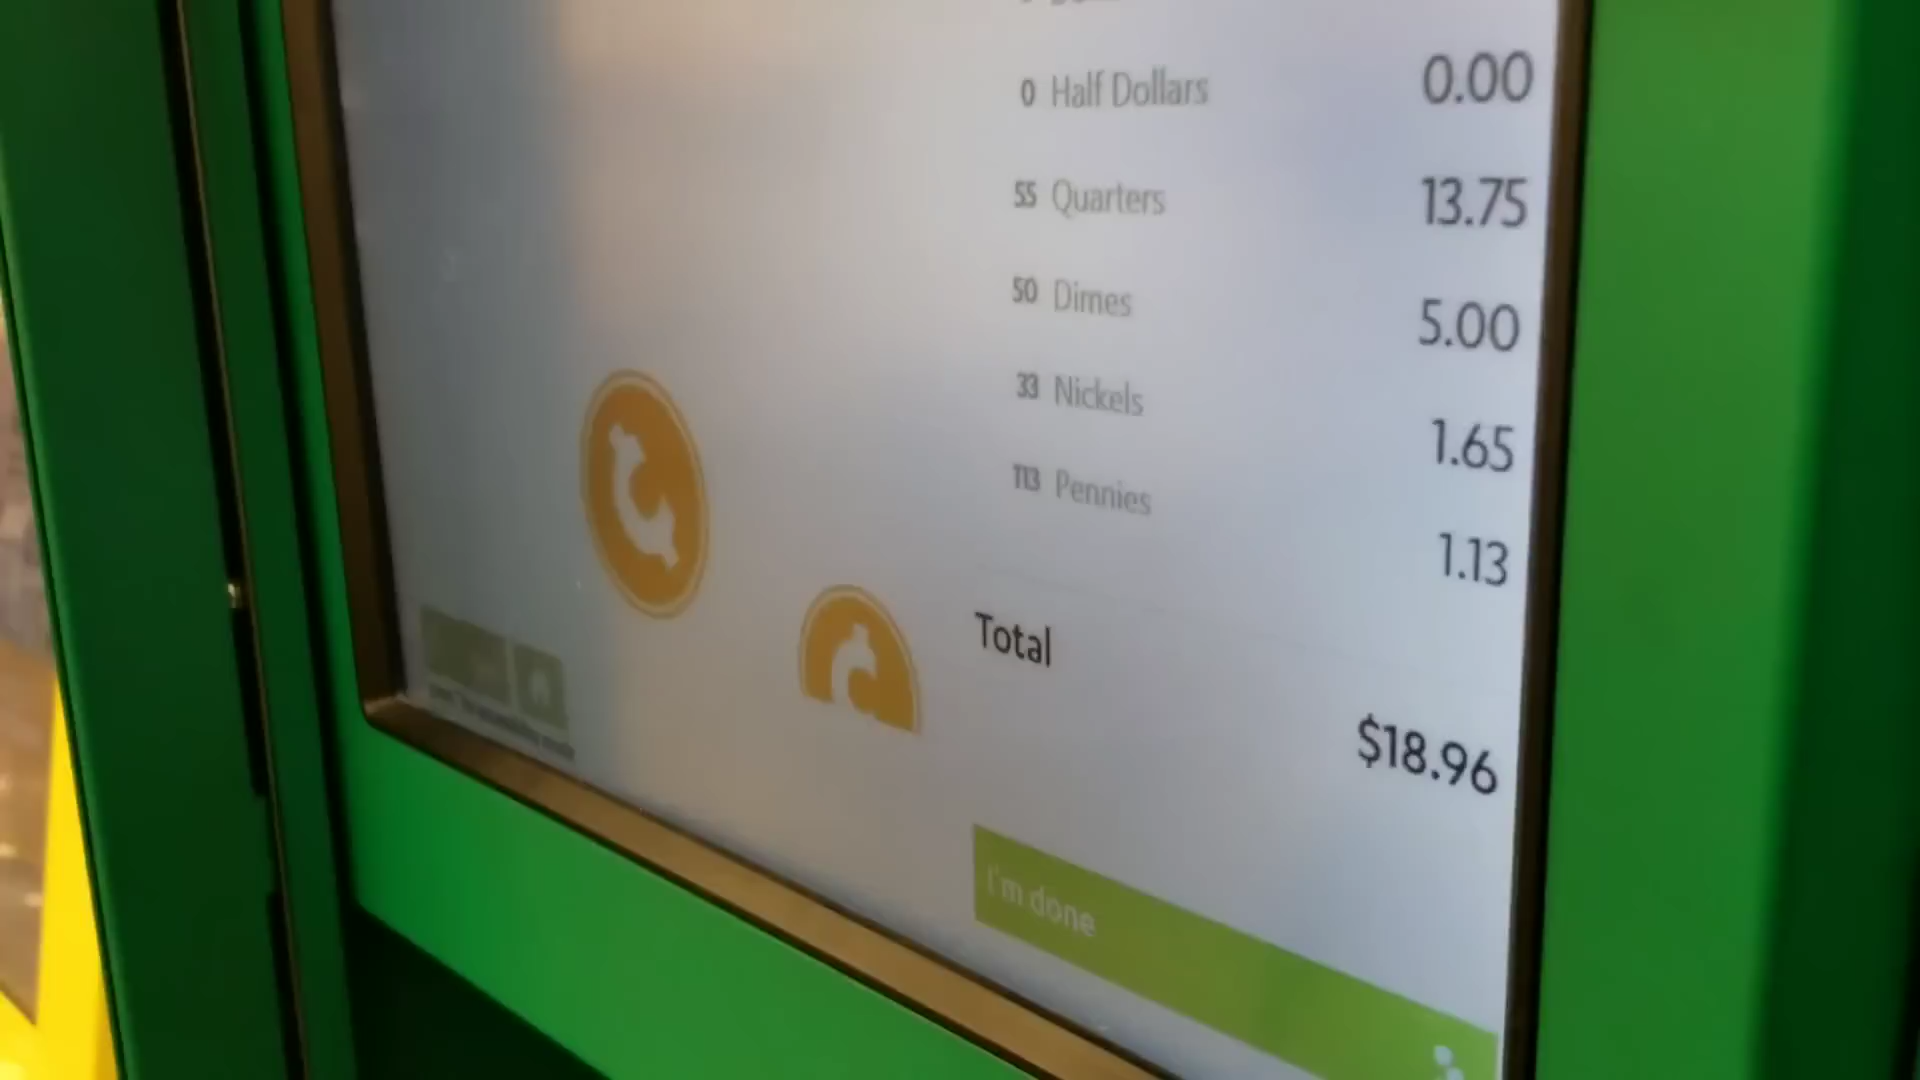 0 Half Dollars 0.00
55 Quarters 13.75
50 Dimes 5.00
33 Nickels 1.65
113 Pennies 1.13
Total
$18.96
I'm done